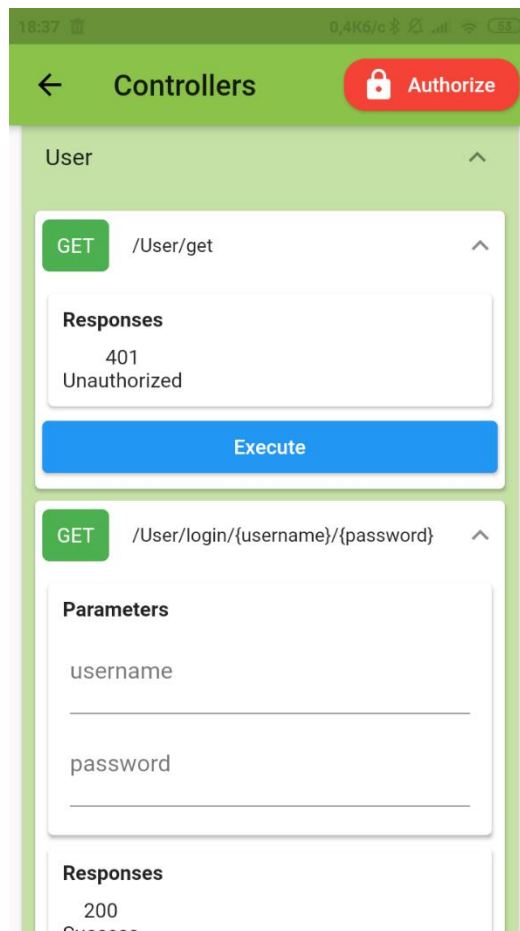 18:37 0,4Кб/с 53
Controllers Authorize
User
GET /User/get
Responses
401
Unauthorized
Execute
GET /User/login/{username}/{password}
Parameters
username
password
Responses
200